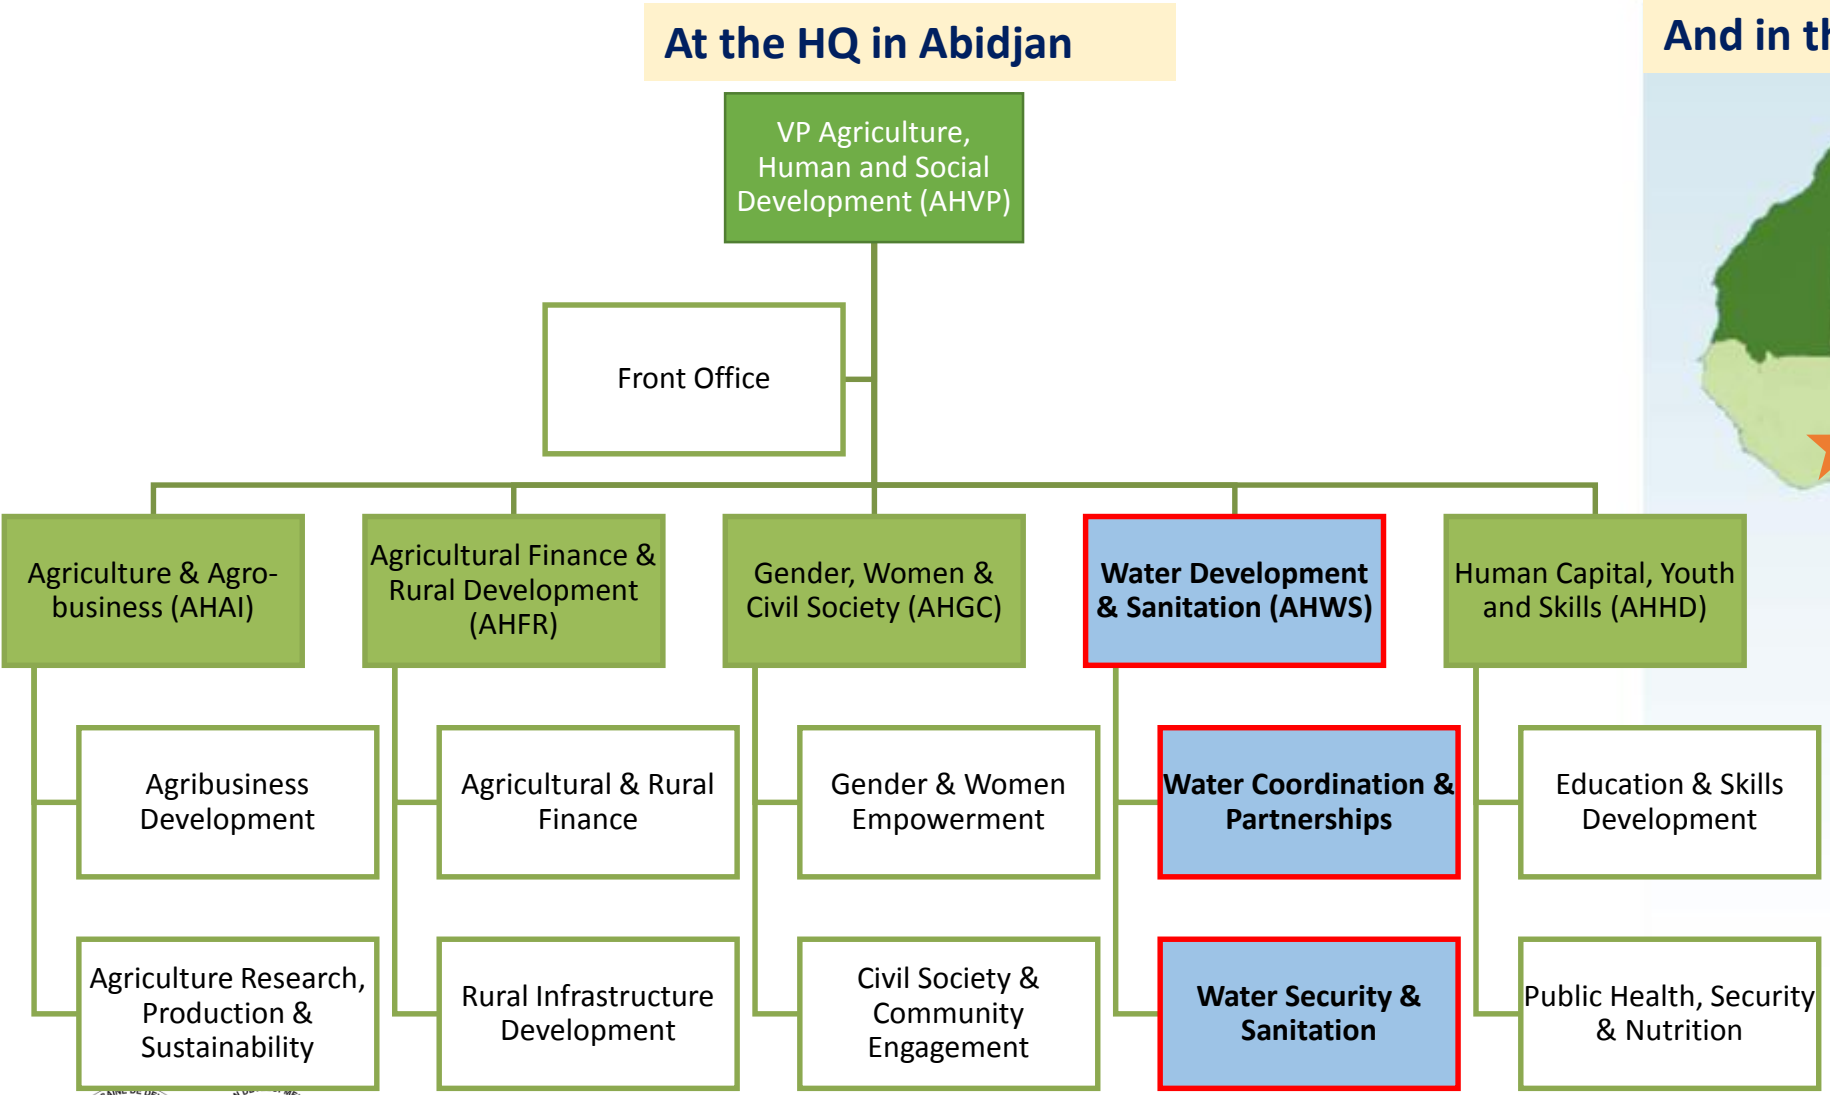 At the HQ in Abidjan
And in th
VP Agriculture,
Human and Social
Development (AHVP)
Front Office
Agriculture & Agro-
business (AHAI)
Agricultural Finance &
Rural Development
(AHFR)
Gender, Women &
Civil Society (AHGC)
Water Development
& Sanitation (AHWS)
Human Capital, Youth
and Skills (AHHD)
Agribusiness
Development
Agricultural & Rural
Finance
Gender & Women
Empowerment
Water Coordination &
Partnerships
Education & Skills
Development
Agriculture Research,
Production &
Sustainability
Rural Infrastructure
Development
Civil Society &
Community
Engagement
Water Security &
Sanitation
Public Health, Security
& Nutrition